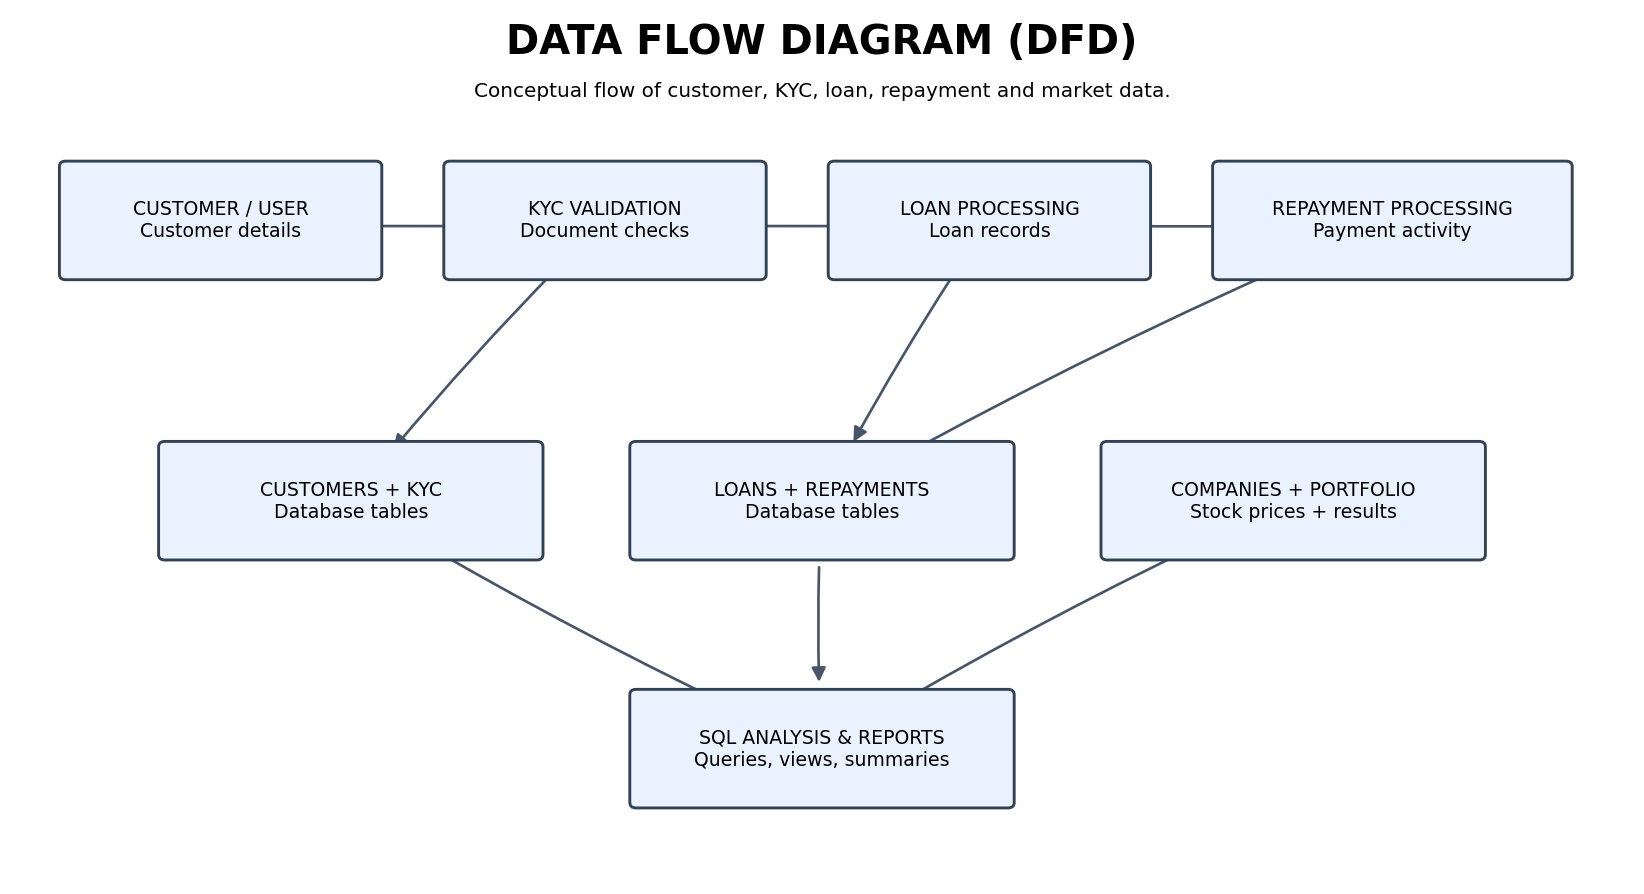 DATA FLOW DIAGRAM (DFD)
Conceptual flow of customer, KYC, loan, repayment and market data.
CUSTOMER / USER
Customer details
KYC VALIDATION
Document checks
LOAN PROCESSING
Loan records
REPAYMENT PROCESSING
Payment activity
CUSTOMERS + KYC
Database tables
LOANS + REPAYMENTS
Database tables
COMPANIES + PORTFOLIO
Stock prices + results
SQL ANALYSIS & REPORTS
Queries, views, summaries